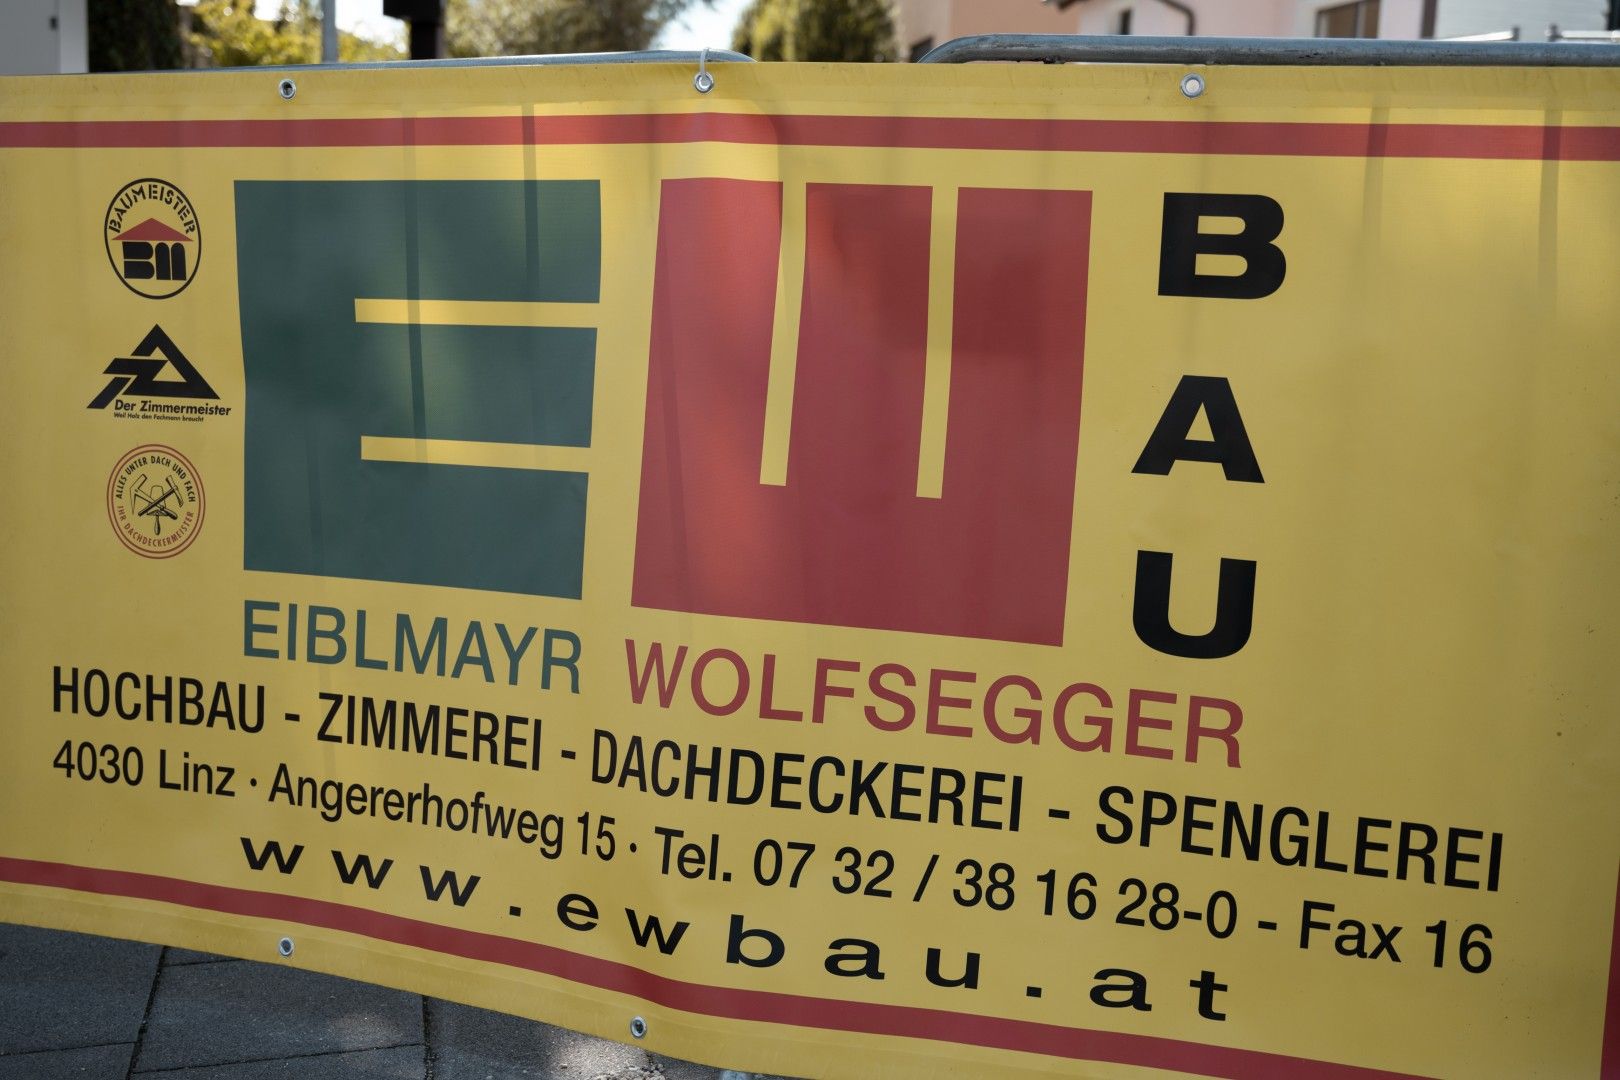 BAUMEISTER
BM
Der Zimmermeister
Weil Holz den Fachmann braucht
ALLES UNTER DACH UND FACH
IHR DACHDECKERMEISTER
EW
BAU
EIBLMAYR WOLFSEGGER
HOCHBAU - ZIMMEREI - DACHDECKEREI - SPENGLEREI
4030 Linz · Angererhofweg 15 · Tel. 07 32 / 38 16 28-0 - Fax 16
www.ewbau.at